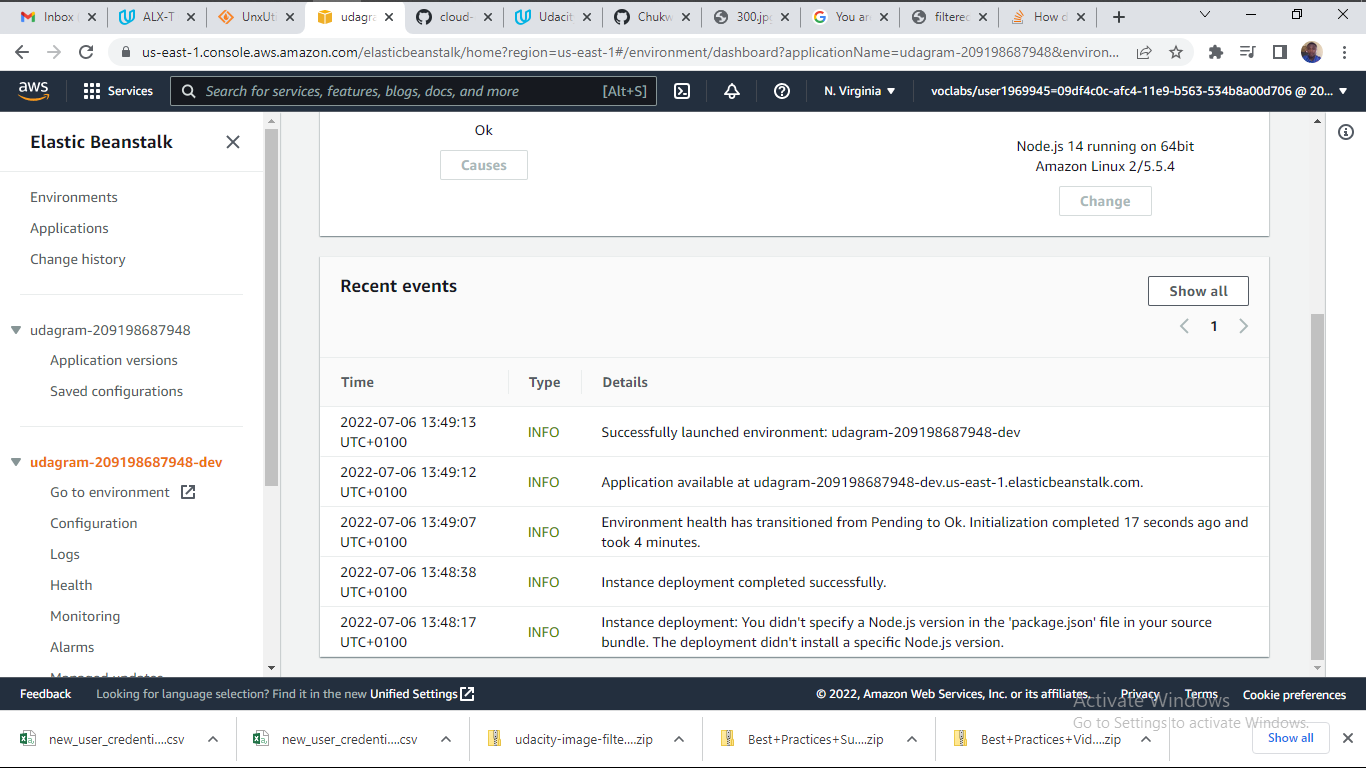 Inbox
ALX-T
UnxUt
udagra
cloud-
Udacit
Chukw
300.jp
You are
filtered
How d
us-east-1.console.aws.amazon.com/elasticbeanstalk/home?region=us-east-1#/environment/dashboard?applicationName=udagram-209198687948&environ...
aws
Services
Search for services, features, blogs, docs, and more
[Alt+S]
N. Virginia
voclabs/user1969945=09df4c0c-afc4-11e9-b563-534b8a00d706 @ 20...
Elastic Beanstalk
Environments
Applications
Change history
udagram-209198687948
Application versions
Saved configurations
udagram-209198687948-dev
Go to environment
Configuration
Logs
Health
Monitoring
Alarms
Managed updates
Ok
Causes
Node.js 14 running on 64bit
Amazon Linux 2/5.5.4
Change
Recent events
Show all
1
Time Type Details
2022-07-06 13:49:13
UTC+0100
INFO
Successfully launched environment: udagram-209198687948-dev
2022-07-06 13:49:12
UTC+0100
INFO
Application available at udagram-209198687948-dev.us-east-1.elasticbeanstalk.com.
2022-07-06 13:49:07
UTC+0100
INFO
Environment health has transitioned from Pending to Ok. Initialization completed 17 seconds ago and
took 4 minutes.
2022-07-06 13:48:38
UTC+0100
INFO
Instance deployment completed successfully.
2022-07-06 13:48:17
UTC+0100
INFO
Instance deployment: You didn't specify a Node.js version in the 'package.json' file in your source
bundle. The deployment didn't install a specific Node.js version.
Feedback
Looking for language selection? Find it in the new Unified Settings
© 2022, Amazon Web Services, Inc. or its affiliates.
Privacy
Terms
Cookie preferences
Activate Windows
Go to Settings to activate Windows.
new_user_credenti....csv
new_user_credenti....csv
udacity-image-filte....zip
Best+Practices+Su....zip
Best+Practices+Vid....zip
Show all